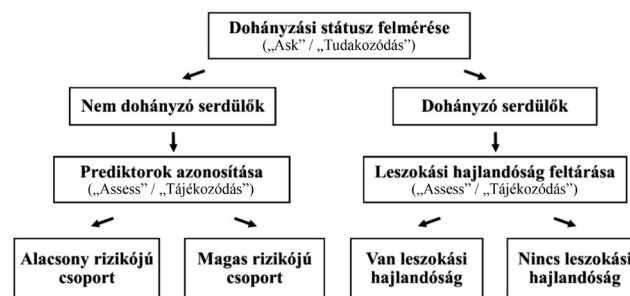 Dohányzási státusz felmérése
(„Ask” / „Tudakozódás”)
Nem dohányzó serdülők
Dohányzó serdülők
Prediktorok azonosítása
(„Assess” / „Tájékozódás”)
Leszokási hajlandóság feltárása
(„Assess” / „Tájékozódás”)
Alacsony rizikójú
csoport
Magas rizikójú
csoport
Van leszokási
hajlandóság
Nincs leszokási
hajlandóság